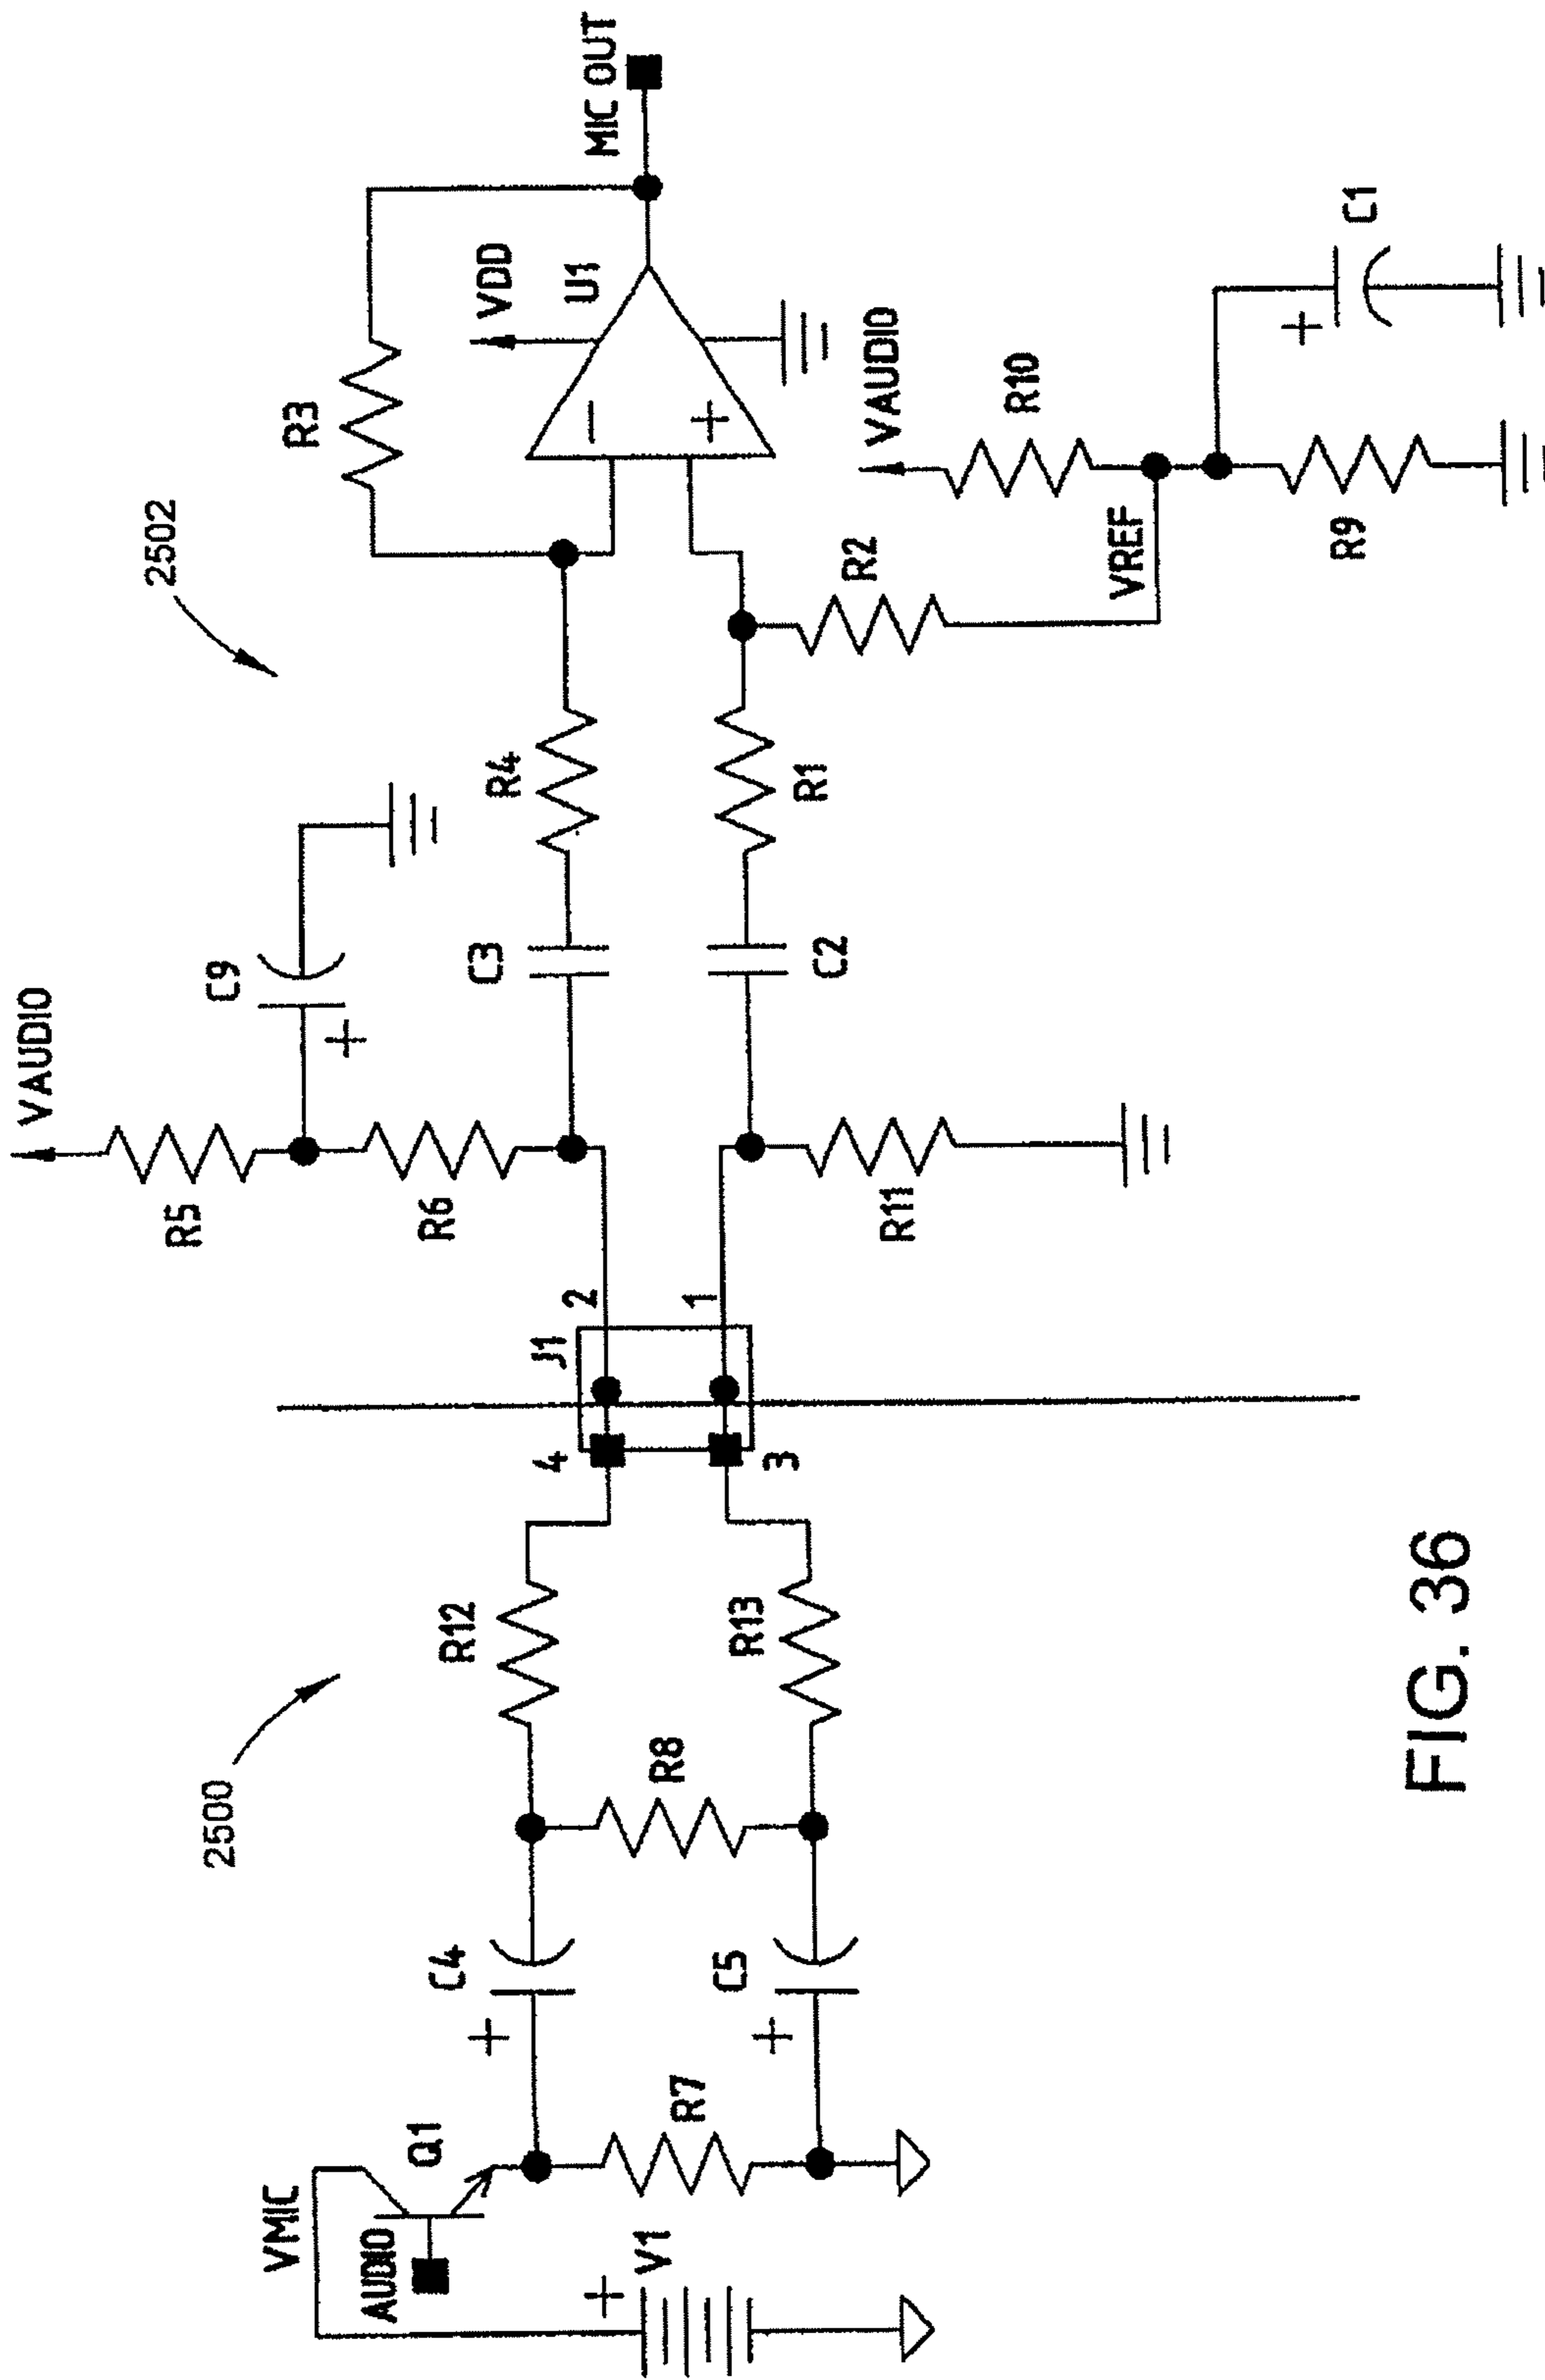 2500
2502
VMIC
AUDIO
Q1
+
V1
R7
+
C4
+
C5
R8
R12
R13
4
3
J1
2
1
VAUDIO
R5
R6
R11
C9
+
C3
C2
R4
R1
R2
R3
−
+
U1
VDD
MIC OUT
VAUDIO
R10
VREF
R9
+
C1
FIG. 36